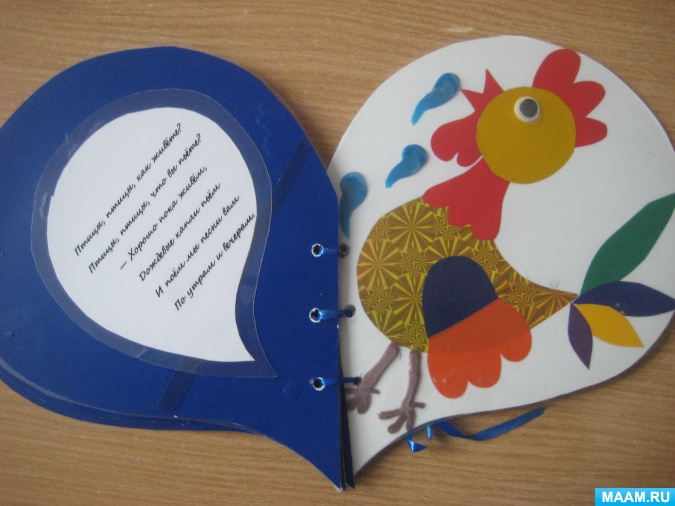 Птицы, птицы, как живёте?
Птицы, птицы, что вы пьёте?
– Хорошо пока живём,
Дождевые капли пьём
И поём мы песни вам
По утрам и вечерам.
MAAM.RU